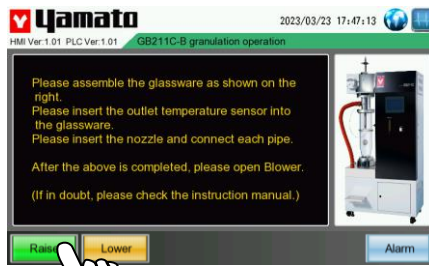 Yamato
2023/03/23 17:47:13
HMI Ver:1.01 PLC Ver:1.01
GB211C-B granulation operation
Please assemble the glassware as shown on the
right.
Please insert the outlet temperature sensor into
the glassware.
Please insert the nozzle and connect each pipe.
After the above is completed, please open Blower.
(If in doubt, please check the instruction manual.)
Raise
Lower
Alarm